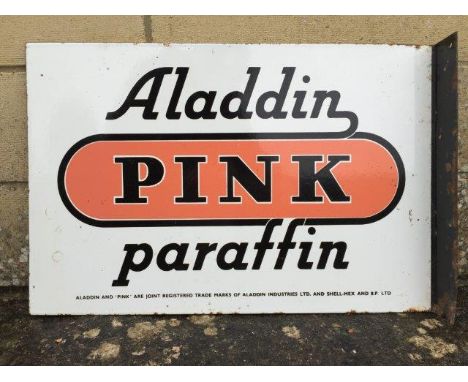 Aladdin
PINK
paraffin
ALADDIN AND "PINK" ARE JOINT REGISTERED TRADE MARKS OF ALADDIN INDUSTRIES LTD. AND SHELL-MEX AND B.P. LTD